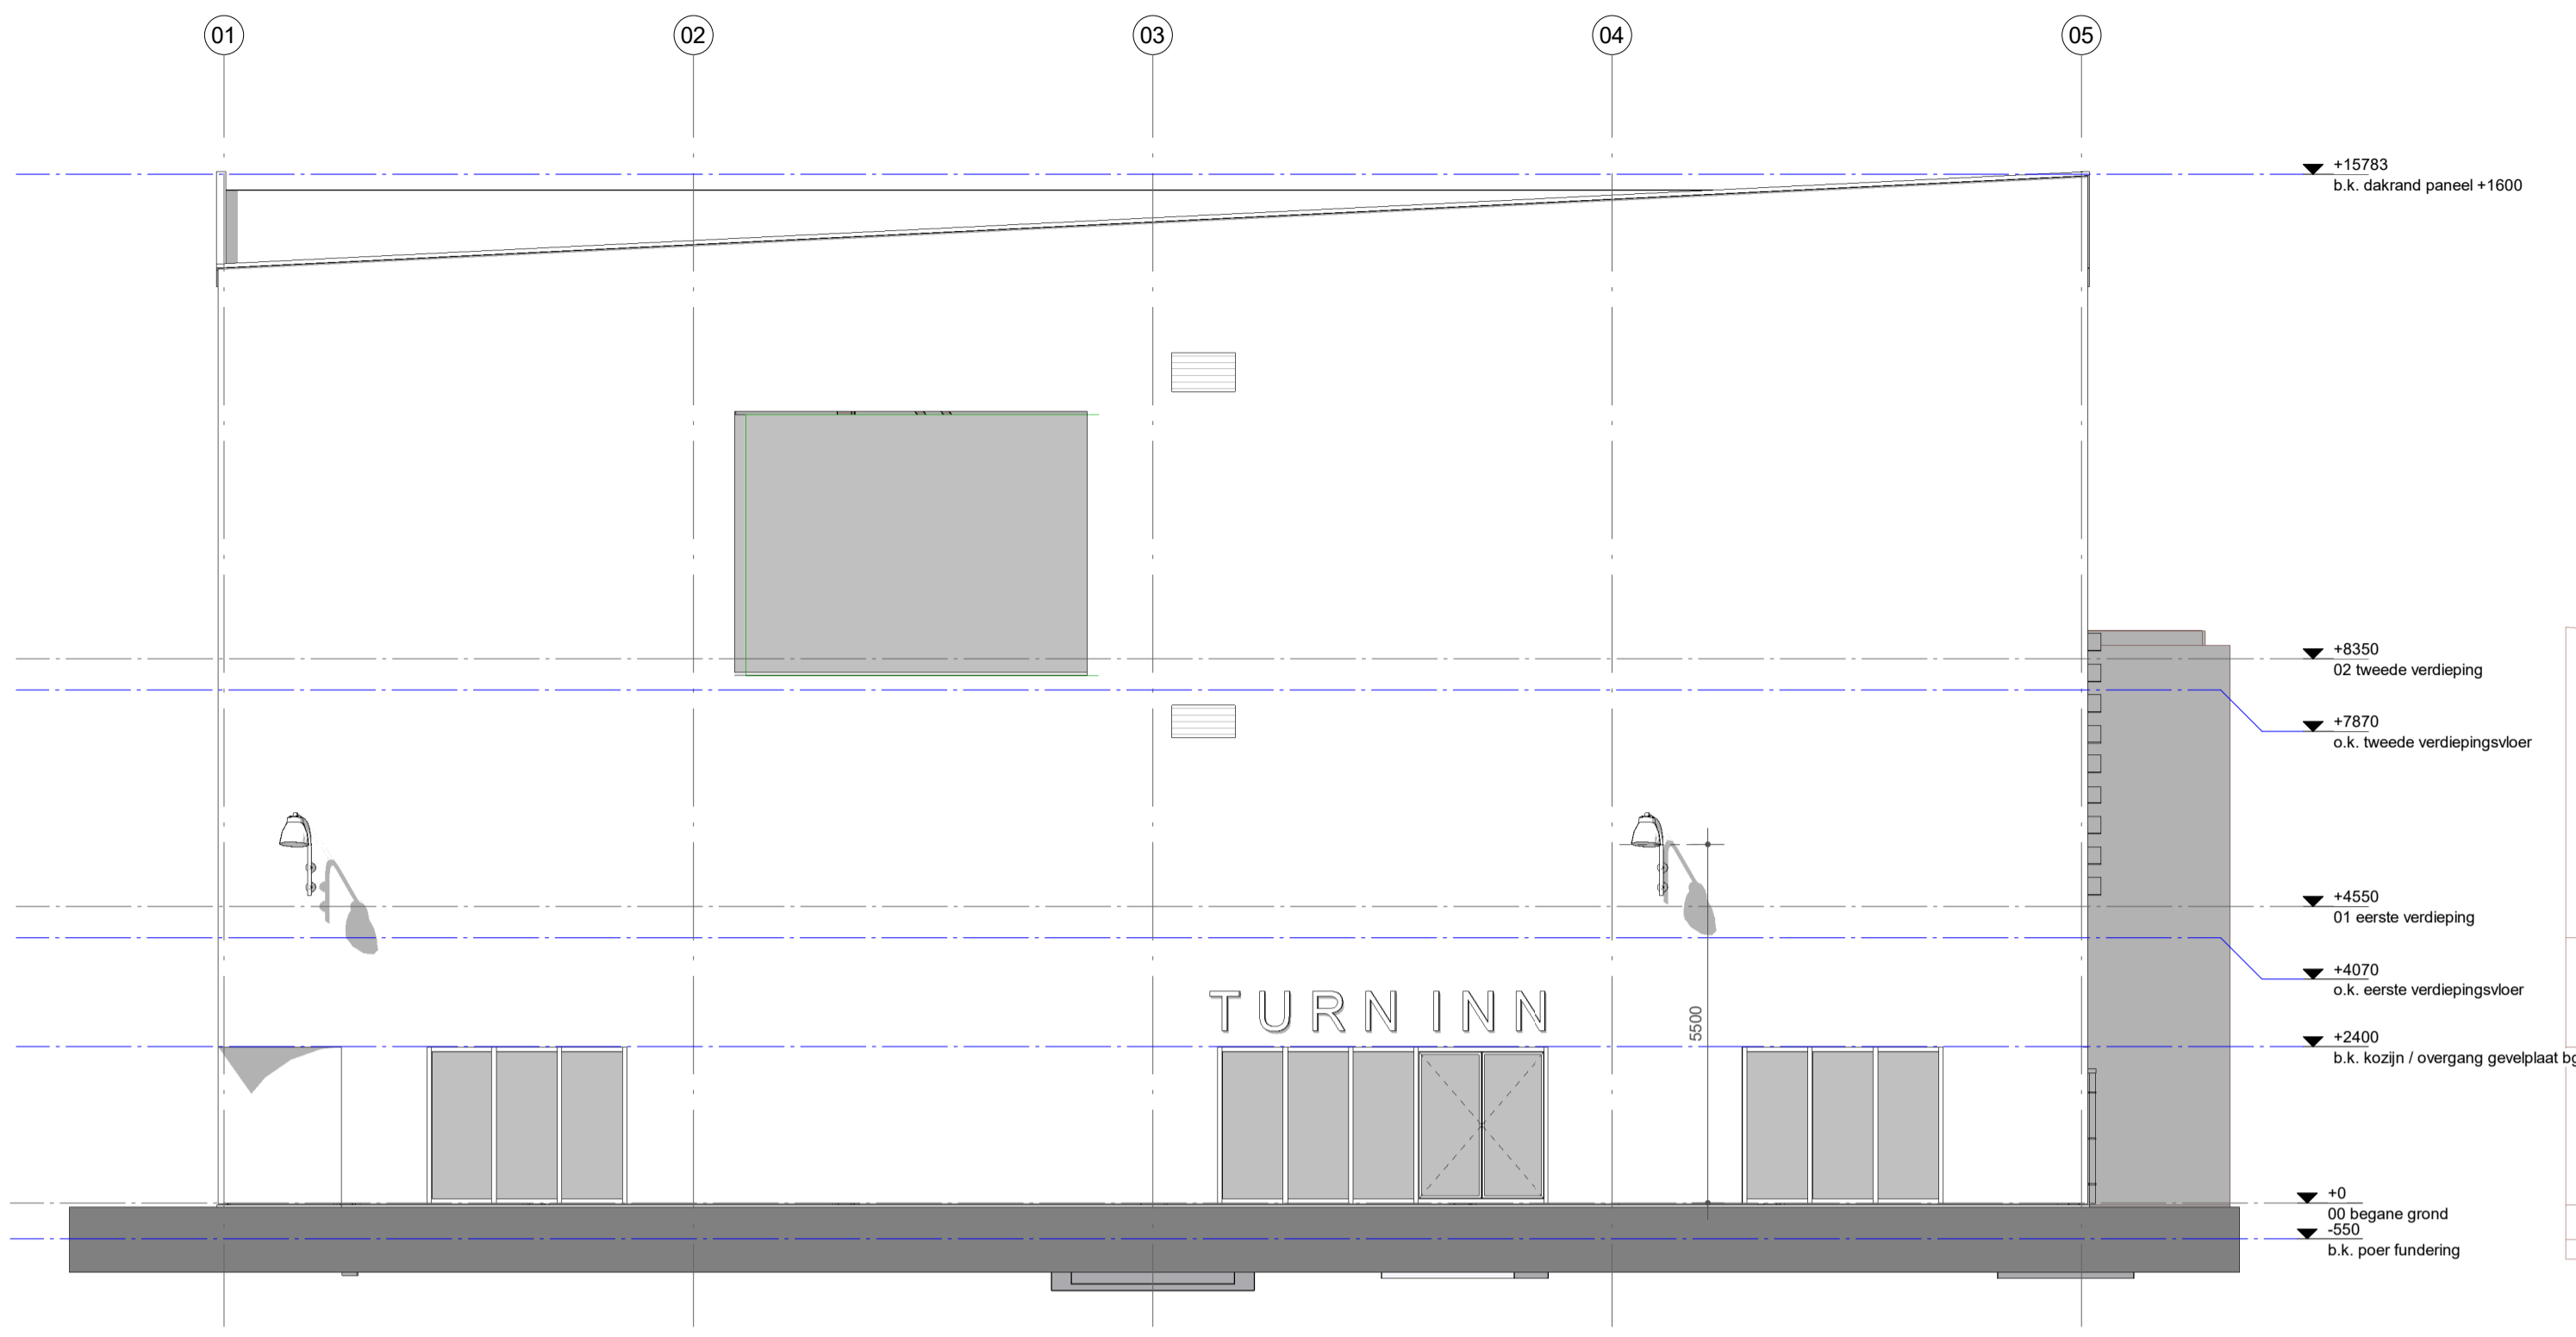 01
02
03
04
05
+15783
b.k. dakrand paneel +1600
+8350
02 tweede verdieping
+7870
o.k. tweede verdiepingsvloer
+4550
01 eerste verdieping
+4070
o.k. eerste verdiepingsvloer
TURN INN
5500
+2400
b.k. kozijn / overgang gevelplaat bg
+0
00 begane grond
-550
b.k. poer fundering